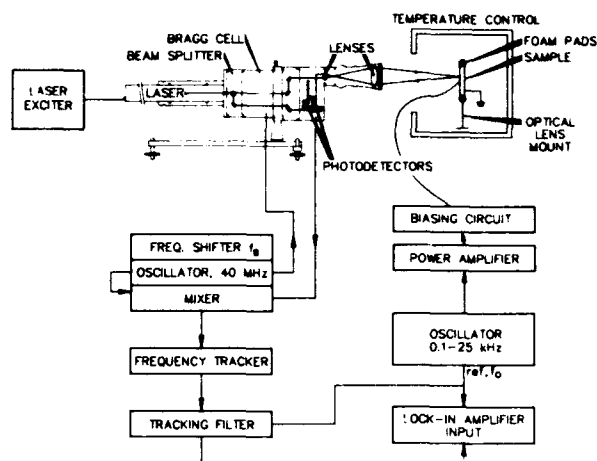 TEMPERATURE CONTROL
BRAGG CELL
BEAM SPLITTER
LENSES
FOAM PADS
SAMPLE
LASER
EXCITER
LASER
OPTICAL
LENS
MOUNT
PHOTODETECTORS
BIASING CIRCUIT
POWER AMPLIFIER
FREQ. SHIFTER fB
OSCILLATOR, 40 MHz
MIXER
OSCILLATOR
0.1-25 kHz
ref, fo
FREQUENCY TRACKER
TRACKING FILTER
LOCK-IN AMPLIFIER
INPUT